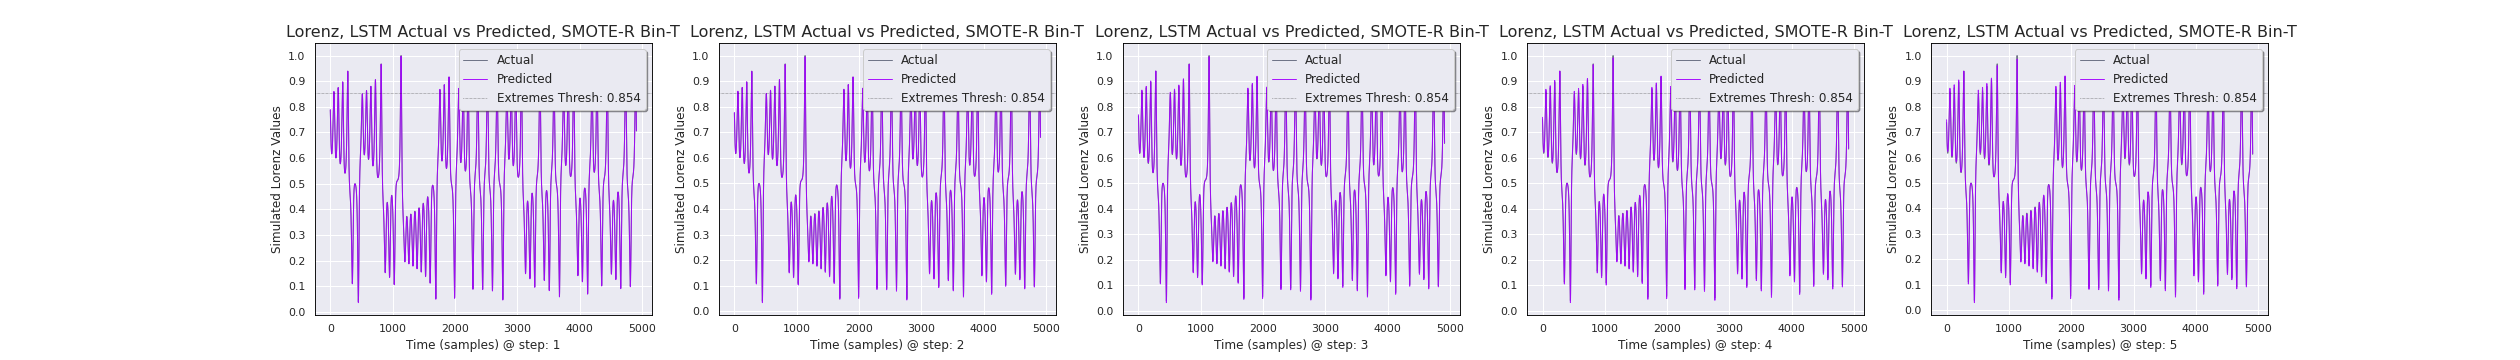 Lorenz, LSTM Actual vs Predicted, SMOTE-R Bin-T
Simulated Lorenz Values
1.0
0.9
0.8
0.7
0.6
0.5
0.4
0.3
0.2
0.1
0.0
Actual
Predicted
Extremes Thresh: 0.854
0 1000 2000 3000 4000 5000
Time (samples) @ step: 1
Lorenz, LSTM Actual vs Predicted, SMOTE-R Bin-T
Simulated Lorenz Values
1.0
0.9
0.8
0.7
0.6
0.5
0.4
0.3
0.2
0.1
0.0
Actual
Predicted
Extremes Thresh: 0.854
0 1000 2000 3000 4000 5000
Time (samples) @ step: 2
Lorenz, LSTM Actual vs Predicted, SMOTE-R Bin-T
Simulated Lorenz Values
1.0
0.9
0.8
0.7
0.6
0.5
0.4
0.3
0.2
0.1
0.0
Actual
Predicted
Extremes Thresh: 0.854
0 1000 2000 3000 4000 5000
Time (samples) @ step: 3
Lorenz, LSTM Actual vs Predicted, SMOTE-R Bin-T
Simulated Lorenz Values
1.0
0.9
0.8
0.7
0.6
0.5
0.4
0.3
0.2
0.1
0.0
Actual
Predicted
Extremes Thresh: 0.854
0 1000 2000 3000 4000 5000
Time (samples) @ step: 4
Lorenz, LSTM Actual vs Predicted, SMOTE-R Bin-T
Simulated Lorenz Values
1.0
0.9
0.8
0.7
0.6
0.5
0.4
0.3
0.2
0.1
0.0
Actual
Predicted
Extremes Thresh: 0.854
0 1000 2000 3000 4000 5000
Time (samples) @ step: 5